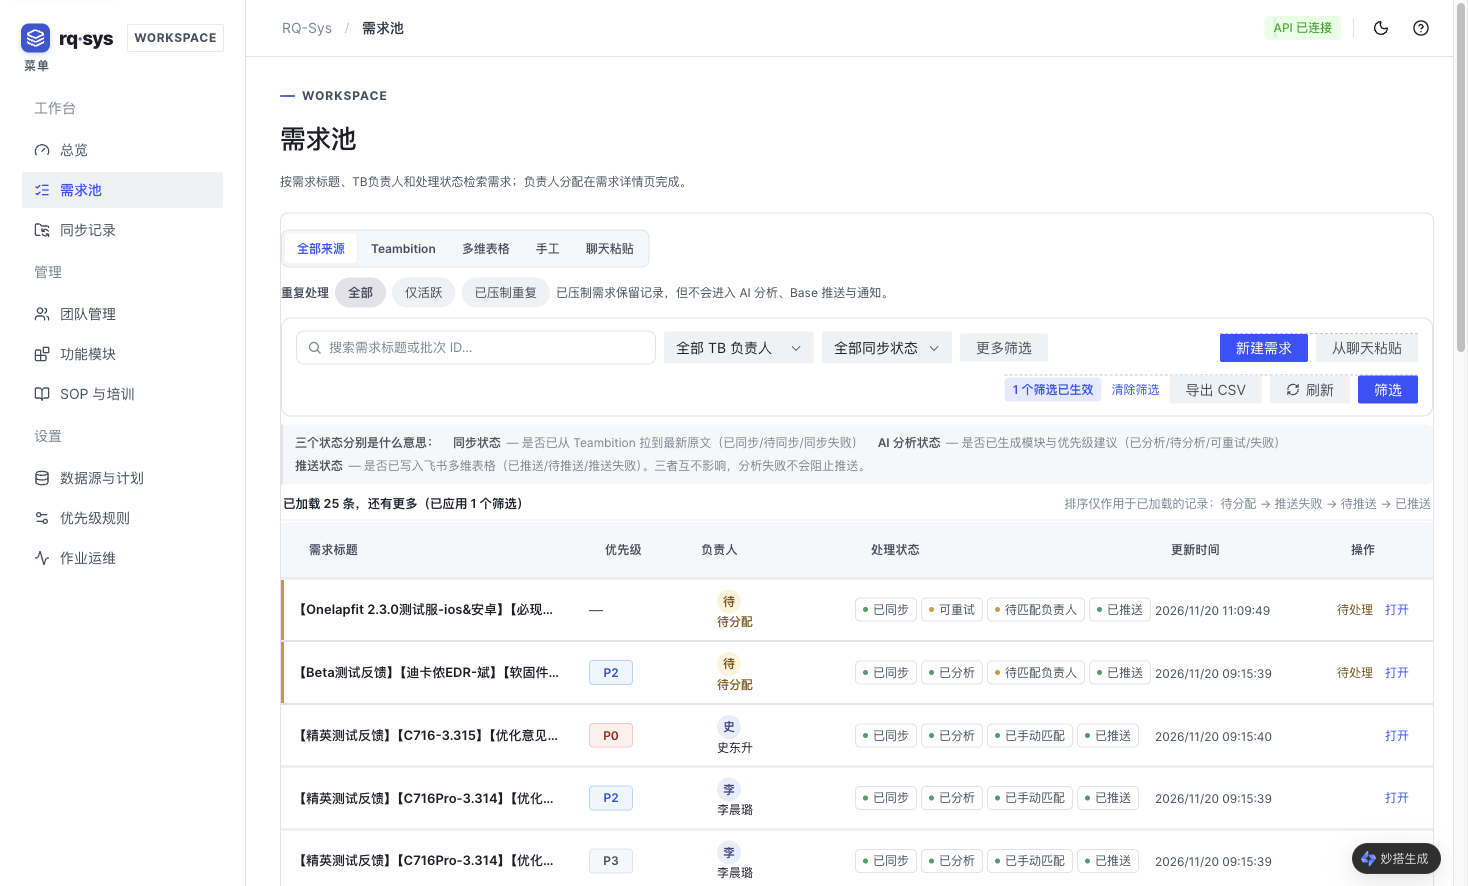 rq·sys WORKSPACE
菜单
工作台
总览
需求池
同步记录
管理
团队管理
功能模块
SOP 与培训
设置
数据源与计划
优先级规则
作业运维
RQ-Sys / 需求池
API 已连接
— WORKSPACE
需求池
按需求标题、TB负责人和处理状态检索需求；负责人分配在需求详情页完成。
全部来源 Teambition 多维表格 手工 聊天粘贴
重复处理 全部 仅活跃 已压制重复 已压制需求保留记录，但不会进入 AI 分析、Base 推送与通知。
搜索需求标题或批次 ID... 全部 TB 负责人 全部同步状态 更多筛选 新建需求 从聊天粘贴
1 个筛选已生效 清除筛选 导出 CSV 刷新 筛选
三个状态分别是什么意思： 同步状态 — 是否已从 Teambition 拉到最新原文（已同步/待同步/同步失败） AI 分析状态 — 是否已生成模块与优先级建议（已分析/待分析/可重试/失败）
推送状态 — 是否已写入飞书多维表格（已推送/待推送/推送失败）。三者互不影响，分析失败不会阻止推送。
已加载 25 条，还有更多（已应用 1 个筛选） 排序仅作用于已加载的记录：待分配 → 推送失败 → 待推送 → 已推送
需求标题 优先级 负责人 处理状态 更新时间 操作
【Onelapfit 2.3.0测试服-ios&安卓】【必现... — 待 待分配 已同步 可重试 待匹配负责人 已推送 2026/11/20 11:09:49 待处理 打开
【Beta测试反馈】【迪卡侬EDR-斌】【软固件... P2 待 待分配 已同步 已分析 待匹配负责人 已推送 2026/11/20 09:15:39 待处理 打开
【精英测试反馈】【C716-3.315】【优化意见... P0 史 史东升 已同步 已分析 已手动匹配 已推送 2026/11/20 09:15:40 打开
【精英测试反馈】【C716Pro-3.314】【优化... P2 李 李晨璐 已同步 已分析 已手动匹配 已推送 2026/11/20 09:15:39 打开
【精英测试反馈】【C716Pro-3.314】【优化... P3 李 李晨璐 已同步 已分析 已手动匹配 已推送 2026/11/20 09:15:39
妙搭生成